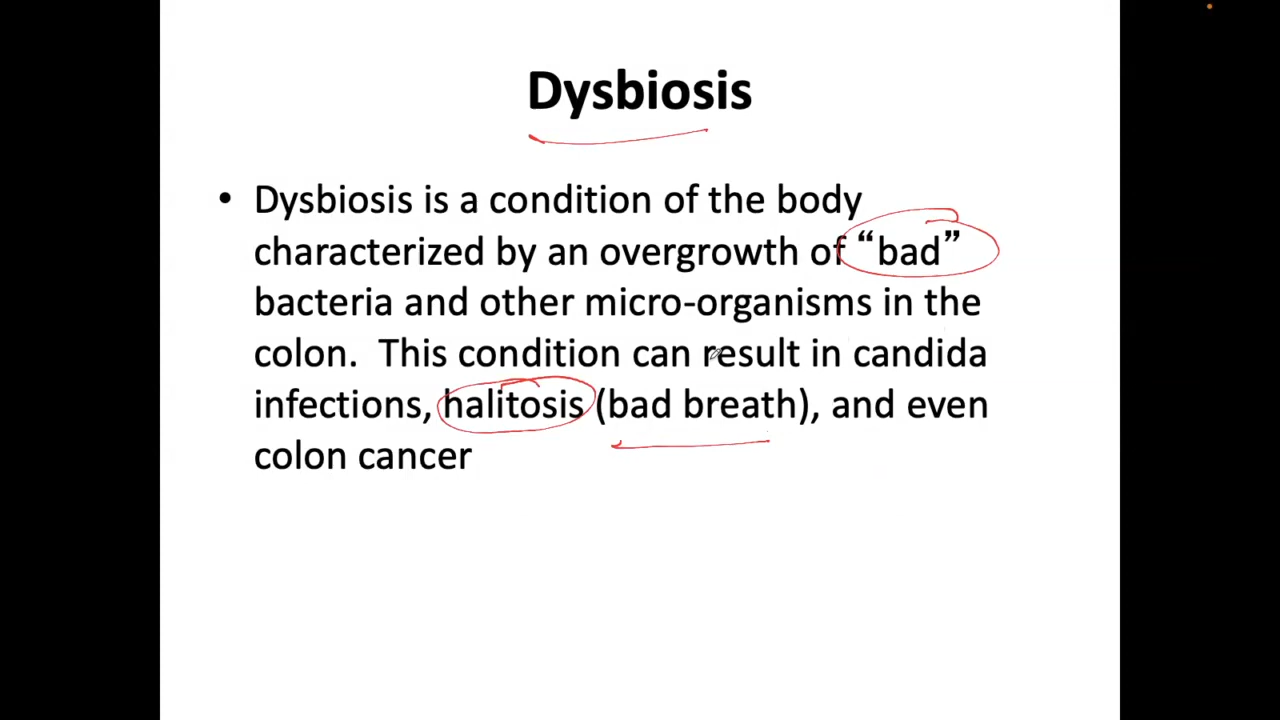 Dysbiosis
• Dysbiosis is a condition of the body
characterized by an overgrowth of “bad”
bacteria and other micro-organisms in the
colon.  This condition can result in candida
infections, halitosis (bad breath), and even
colon cancer